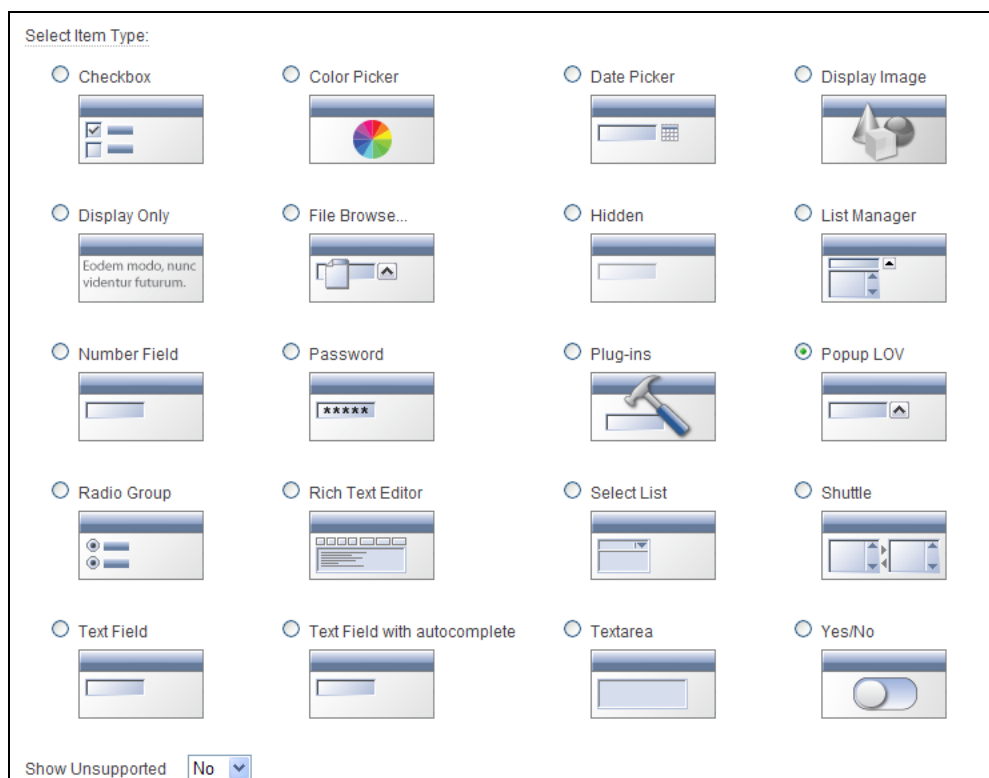 Select Item Type:
Checkbox
Color Picker
Date Picker
Display Image
Display Only
File Browse...
Hidden
List Manager
Eodem modo, nunc
videntur futurum.
Number Field
Password
Plug-ins
Popup LOV
*****
Radio Group
Rich Text Editor
Select List
Shuttle
Text Field
Text Field with autocomplete
Textarea
Yes/No
Show Unsupported No